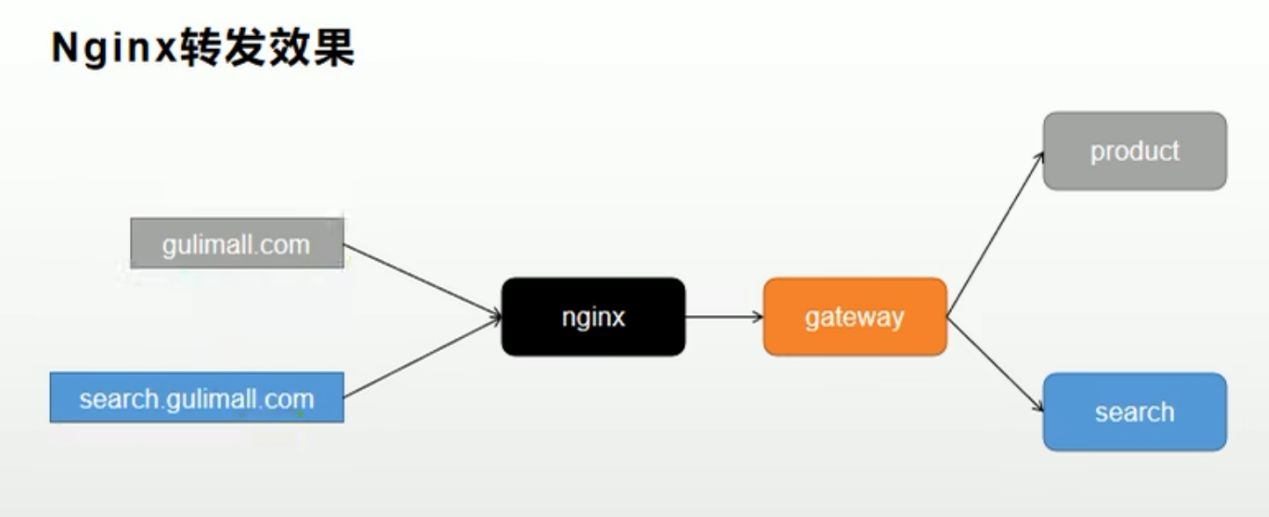 Nginx转发效果
product
gulimall.com
nginx
gateway
search.gulimall.com
search